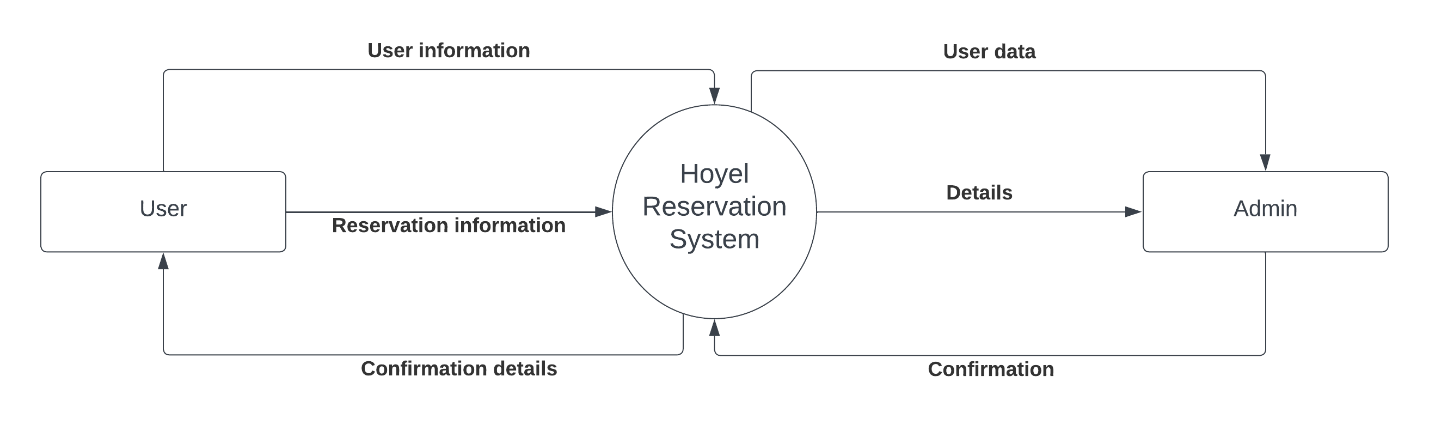 User information
User data
User
Reservation information
Hoyel
Reservation
System
Details
Admin
Confirmation details
Confirmation